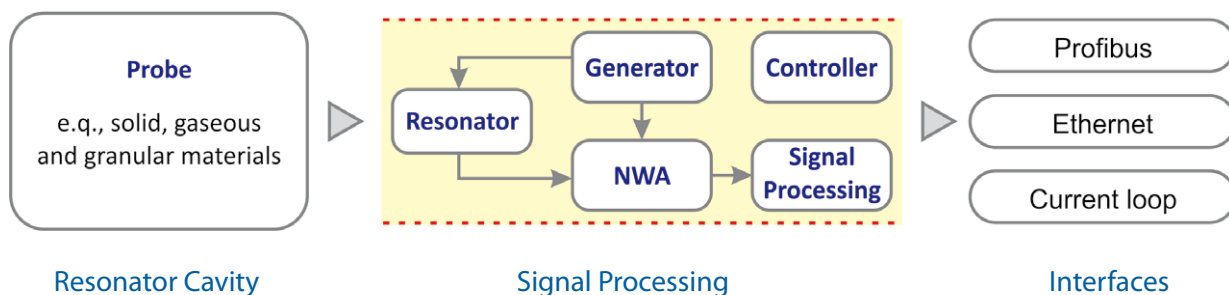 Probe
e.q., solid, gaseous
and granular materials
Resonator Cavity
Generator
Controller
Resonator
NWA
Signal
Processing
Signal Processing
Profibus
Ethernet
Current loop
Interfaces